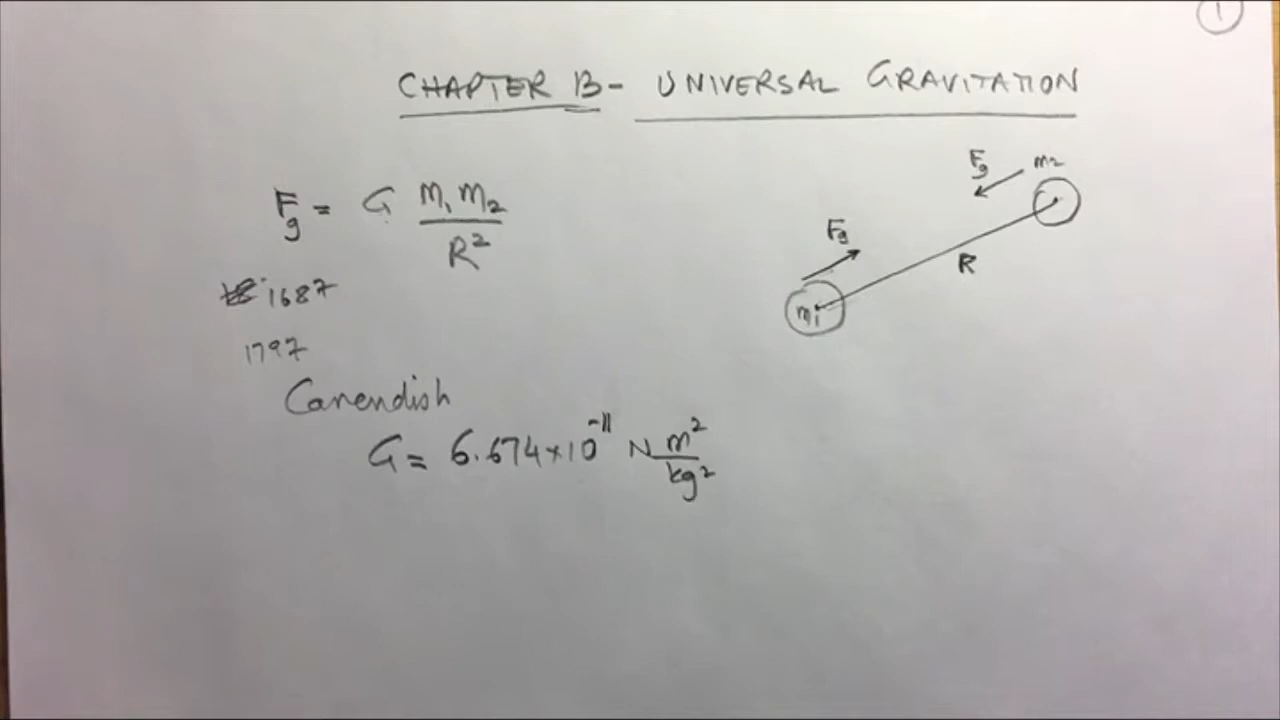 1
CHAPTER 13 - UNIVERSAL GRAVITATION
Fg = G m1 m2 / R²
1687
1797
Cavendish
G = 6.674 × 10⁻¹¹ N m² / kg²
Fg m2
Fg
R
m1